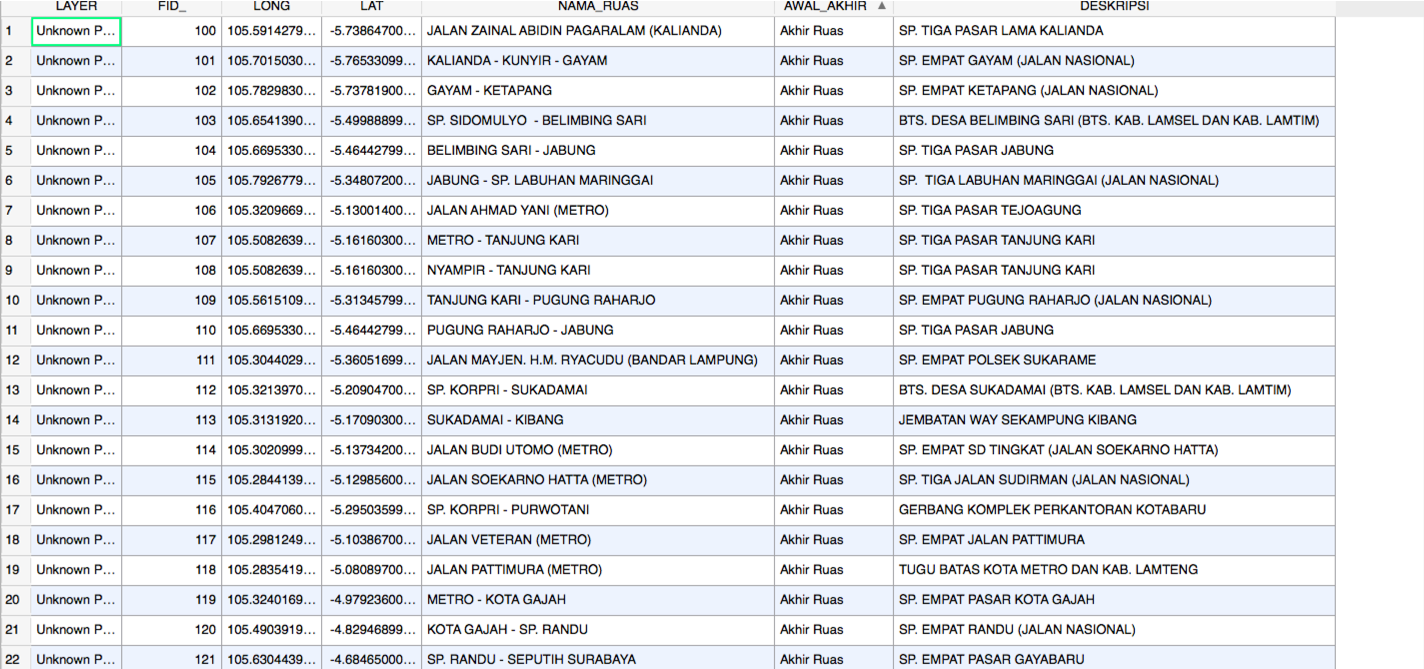 LAYER FID_ LONG LAT NAMA_RUAS AWAL_AKHIR DESKRIPSI
1 Unknown P... 100 105.5914279... -5.73864700... JALAN ZAINAL ABIDIN PAGARALAM (KALIANDA) Akhir Ruas SP. TIGA PASAR LAMA KALIANDA
2 Unknown P... 101 105.7015030... -5.76533099... KALIANDA - KUNYIR - GAYAM Akhir Ruas SP. EMPAT GAYAM (JALAN NASIONAL)
3 Unknown P... 102 105.7829830... -5.73781900... GAYAM - KETAPANG Akhir Ruas SP. EMPAT KETAPANG (JALAN NASIONAL)
4 Unknown P... 103 105.6541390... -5.49988899... SP. SIDOMULYO - BELIMBING SARI Akhir Ruas BTS. DESA BELIMBING SARI (BTS. KAB. LAMSEL DAN KAB. LAMTIM)
5 Unknown P... 104 105.6695330... -5.46442799... BELIMBING SARI - JABUNG Akhir Ruas SP. TIGA PASAR JABUNG
6 Unknown P... 105 105.7926779... -5.34807200... JABUNG - SP. LABUHAN MARINGGAI Akhir Ruas SP. TIGA LABUHAN MARINGGAI (JALAN NASIONAL)
7 Unknown P... 106 105.3209669... -5.13001400... JALAN AHMAD YANI (METRO) Akhir Ruas SP. TIGA PASAR TEJOAGUNG
8 Unknown P... 107 105.5082639... -5.16160300... METRO - TANJUNG KARI Akhir Ruas SP. TIGA PASAR TANJUNG KARI
9 Unknown P... 108 105.5082639... -5.16160300... NYAMPIR - TANJUNG KARI Akhir Ruas SP. TIGA PASAR TANJUNG KARI
10 Unknown P... 109 105.5615109... -5.31345799... TANJUNG KARI - PUGUNG RAHARJO Akhir Ruas SP. EMPAT PUGUNG RAHARJO (JALAN NASIONAL)
11 Unknown P... 110 105.6695330... -5.46442799... PUGUNG RAHARJO - JABUNG Akhir Ruas SP. TIGA PASAR JABUNG
12 Unknown P... 111 105.3044029... -5.36051699... JALAN MAYJEN. H.M. RYACUDU (BANDAR LAMPUNG) Akhir Ruas SP. EMPAT POLSEK SUKARAME
13 Unknown P... 112 105.3213970... -5.20904700... SP. KORPRI - SUKADAMAI Akhir Ruas BTS. DESA SUKADAMAI (BTS. KAB. LAMSEL DAN KAB. LAMTIM)
14 Unknown P... 113 105.3131920... -5.17090300... SUKADAMAI - KIBANG Akhir Ruas JEMBATAN WAY SEKAMPUNG KIBANG
15 Unknown P... 114 105.3020999... -5.13734200... JALAN BUDI UTOMO (METRO) Akhir Ruas SP. EMPAT SD TINGKAT (JALAN SOEKARNO HATTA)
16 Unknown P... 115 105.2844139... -5.12985600... JALAN SOEKARNO HATTA (METRO) Akhir Ruas SP. TIGA JALAN SUDIRMAN (JALAN NASIONAL)
17 Unknown P... 116 105.4047060... -5.29503599... SP. KORPRI - PURWOTANI Akhir Ruas GERBANG KOMPLEK PERKANTORAN KOTABARU
18 Unknown P... 117 105.2981249... -5.10386700... JALAN VETERAN (METRO) Akhir Ruas SP. EMPAT JALAN PATTIMURA
19 Unknown P... 118 105.2835419... -5.08089700... JALAN PATTIMURA (METRO) Akhir Ruas TUGU BATAS KOTA METRO DAN KAB. LAMTENG
20 Unknown P... 119 105.3240169... -4.97923600... METRO - KOTA GAJAH Akhir Ruas SP. EMPAT PASAR KOTA GAJAH
21 Unknown P... 120 105.4903919... -4.82946899... KOTA GAJAH - SP. RANDU Akhir Ruas SP. EMPAT RANDU (JALAN NASIONAL)
22 Unknown P... 121 105.6304439... -4.68465000... SP. RANDU - SEPUTIH SURABAYA Akhir Ruas SP. EMPAT PASAR GAYABARU